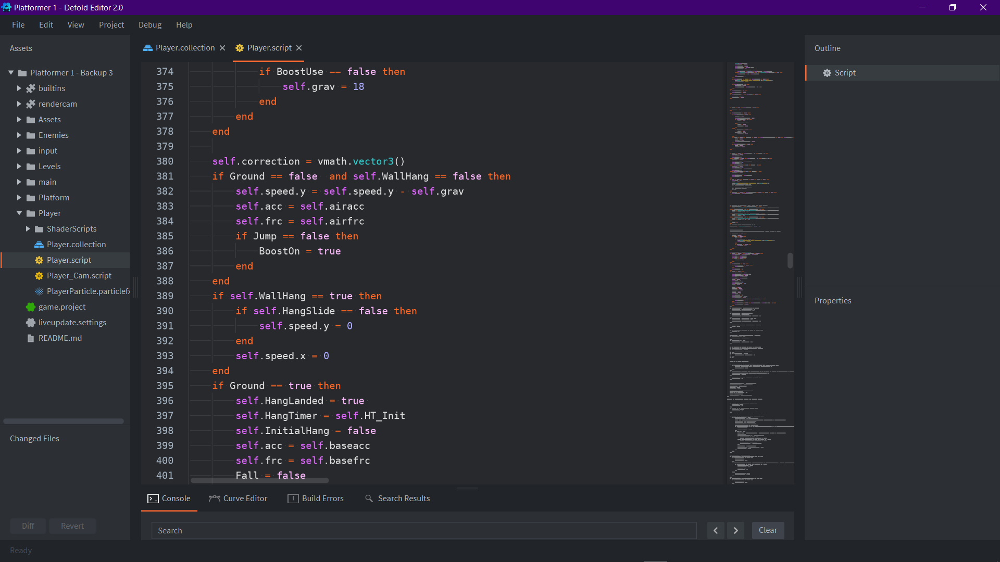 Platformer 1 - Defold Editor 2.0
File Edit View Project Debug Help
Assets
Platformer 1 - Backup 3
builtins
rendercam
Assets
Enemies
input
Levels
main
Platform
Player
ShaderScripts
Player.collection
Player.script
Player_Cam.script
PlayerParticle.particlefx
game.project
liveupdate.settings
README.md
Changed Files
Diff Revert
Ready
Player.collection Player.script
374 if BoostUse == false then
375 self.grav = 18
376 end
377 end
378 end
379
380 self.correction = vmath.vector3()
381 if Ground == false  and self.WallHang == false then
382 self.speed.y = self.speed.y - self.grav
383 self.acc = self.airacc
384 self.frc = self.airfrc
385 if Jump == false then
386 BoostOn = true
387 end
388 end
389 if self.WallHang == true then
390 if self.HangSlide == false then
391 self.speed.y = 0
392 end
393 self.speed.x = 0
394 end
395 if Ground == true then
396 self.HangLanded = true
397 self.HangTimer = self.HT_Init
398 self.InitialHang = false
399 self.acc = self.baseacc
400 self.frc = self.basefrc
401 Fall = false
Console Curve Editor Build Errors Search Results
Search
Clear
Outline
Script
Properties